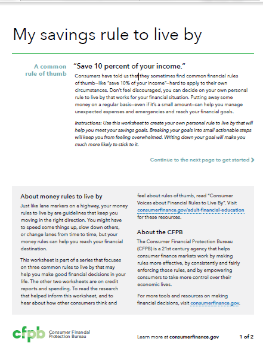 My savings rule to live by
A common
rule of thumb
"Save 10 percent of your income."
Consumers have told us that they sometimes find common financial rules
of thumb—like "save 10% of your income"—hard to apply to their own
circumstances. Don't feel discouraged, you can decide on your own personal
rule to live by that works for your financial situation. Putting away some
money on a regular basis–even if it's a small amount–can help you manage
unexpected expenses and emergencies and reach your financial goals.
Instructions: Use this worksheet to create your own personal rule to live by that will
help you meet your savings goals. Breaking your goals into small actionable steps
will keep you from feeling overwhelmed. Writing down your goal will make you
much more likely to stick to it.
Continue to the next page to get started
About money rules to live by
Just like lane markers on a highway, your money
rules to live by are guidelines that keep you
moving in the right direction. You might have
to speed some things up, slow down others,
or change lanes from time to time, but your
money rules can help you reach your financial
destination.
This worksheet is part of a series that focuses
on three common rules to live by that may
help you make good financial decisions in your
life. The other two worksheets are on credit
reports and spending. To read the research
that helped inform this worksheet, and to
hear about how other consumers think and
feel about rules of thumb, read "Consumer
Voices about Financial Rules to Live By". Visit
consumerfinance.gov/adult-financial-education
for these resources.
About the CFPB
The Consumer Financial Protection Bureau
(CFPB) is a 21st century agency that helps
consumer finance markets work by making
rules more effective, by consistently and fairly
enforcing those rules, and by empowering
consumers to take more control over their
economic lives.
For more tools and resources on making
financial decisions, visit consumerfinance.gov.
cfpb Consumer Financial
Protection Bureau
Learn more at consumerfinance.gov
1 of 2